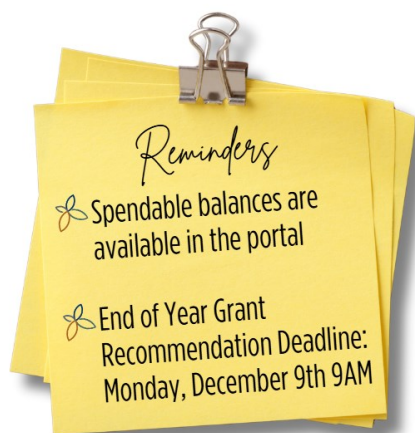 Reminders
Spendable balances are
available in the portal
End of Year Grant
Recommendation Deadline:
Monday, December 9th 9AM